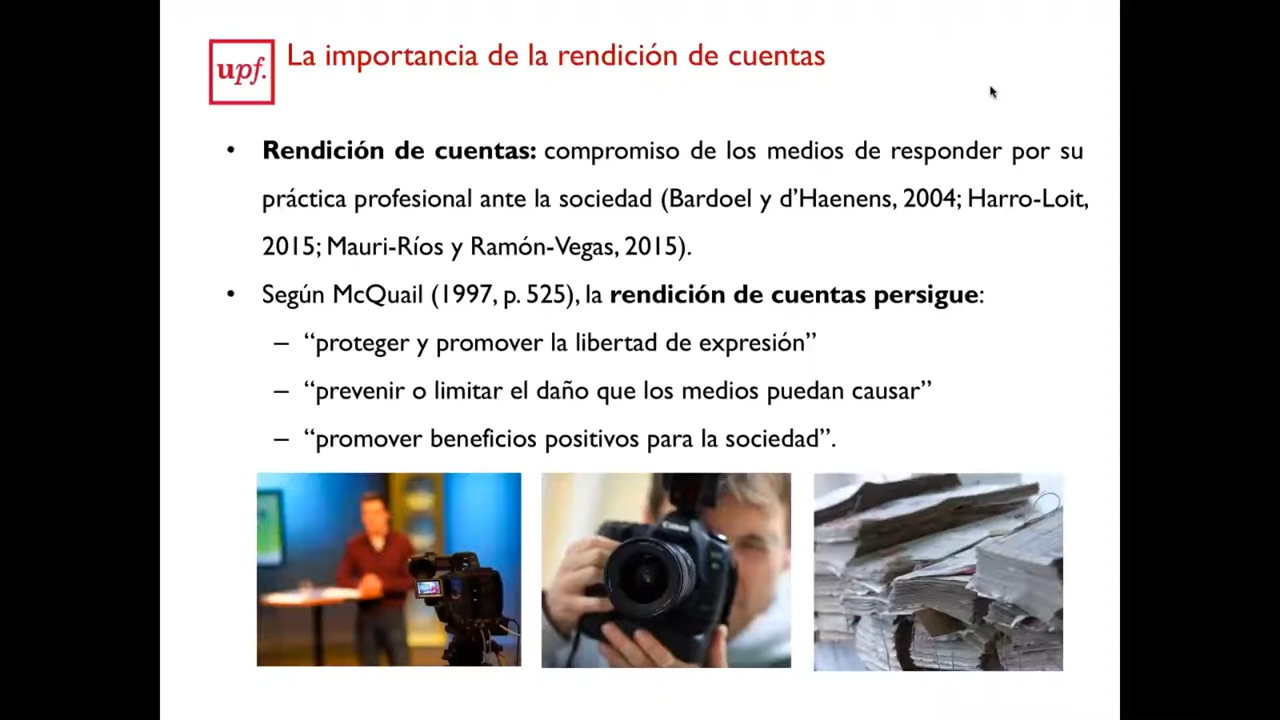 upf.
La importancia de la rendición de cuentas
• Rendición de cuentas: compromiso de los medios de responder por su
práctica profesional ante la sociedad (Bardoel y d’Haenens, 2004; Harro-Loit,
2015; Mauri-Ríos y Ramón-Vegas, 2015).
• Según McQuail (1997, p. 525), la rendición de cuentas persigue:
– “proteger y promover la libertad de expresión”
– “prevenir o limitar el daño que los medios puedan causar”
– “promover beneficios positivos para la sociedad”.
Canon